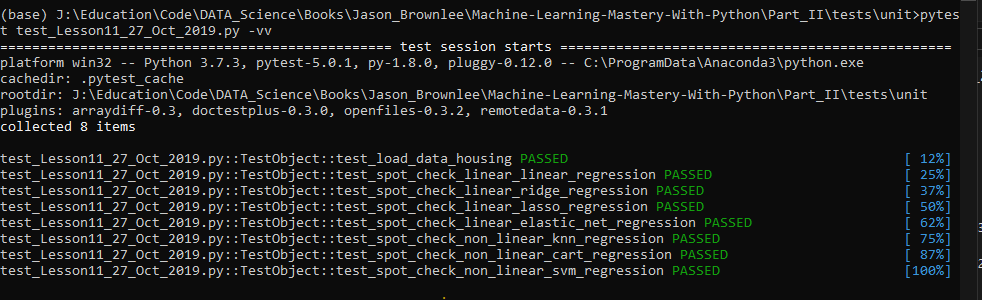 (base) J:\Education\Code\DATA_Science\Books\Jason_Brownlee\Machine-Learning-Mastery-With-Python\Part_II\tests\unit>pytes
t test_Lesson11_27_Oct_2019.py -vv
================================================= test session starts =================================================
platform win32 -- Python 3.7.3, pytest-5.0.1, py-1.8.0, pluggy-0.12.0 -- C:\ProgramData\Anaconda3\python.exe
cachedir: .pytest_cache
rootdir: J:\Education\Code\DATA_Science\Books\Jason_Brownlee\Machine-Learning-Mastery-With-Python\Part_II\tests\unit
plugins: arraydiff-0.3, doctestplus-0.3.0, openfiles-0.3.2, remotedata-0.3.1
collected 8 items
test_Lesson11_27_Oct_2019.py::TestObject::test_load_data_housing PASSED [ 12%]
test_Lesson11_27_Oct_2019.py::TestObject::test_spot_check_linear_linear_regression PASSED [ 25%]
test_Lesson11_27_Oct_2019.py::TestObject::test_spot_check_linear_ridge_regression PASSED [ 37%]
test_Lesson11_27_Oct_2019.py::TestObject::test_spot_check_linear_lasso_regression PASSED [ 50%]
test_Lesson11_27_Oct_2019.py::TestObject::test_spot_check_linear_elastic_net_regression PASSED [ 62%]
test_Lesson11_27_Oct_2019.py::TestObject::test_spot_check_non_linear_knn_regression PASSED [ 75%]
test_Lesson11_27_Oct_2019.py::TestObject::test_spot_check_non_linear_cart_regression PASSED [ 87%]
test_Lesson11_27_Oct_2019.py::TestObject::test_spot_check_non_linear_svm_regression PASSED [100%]